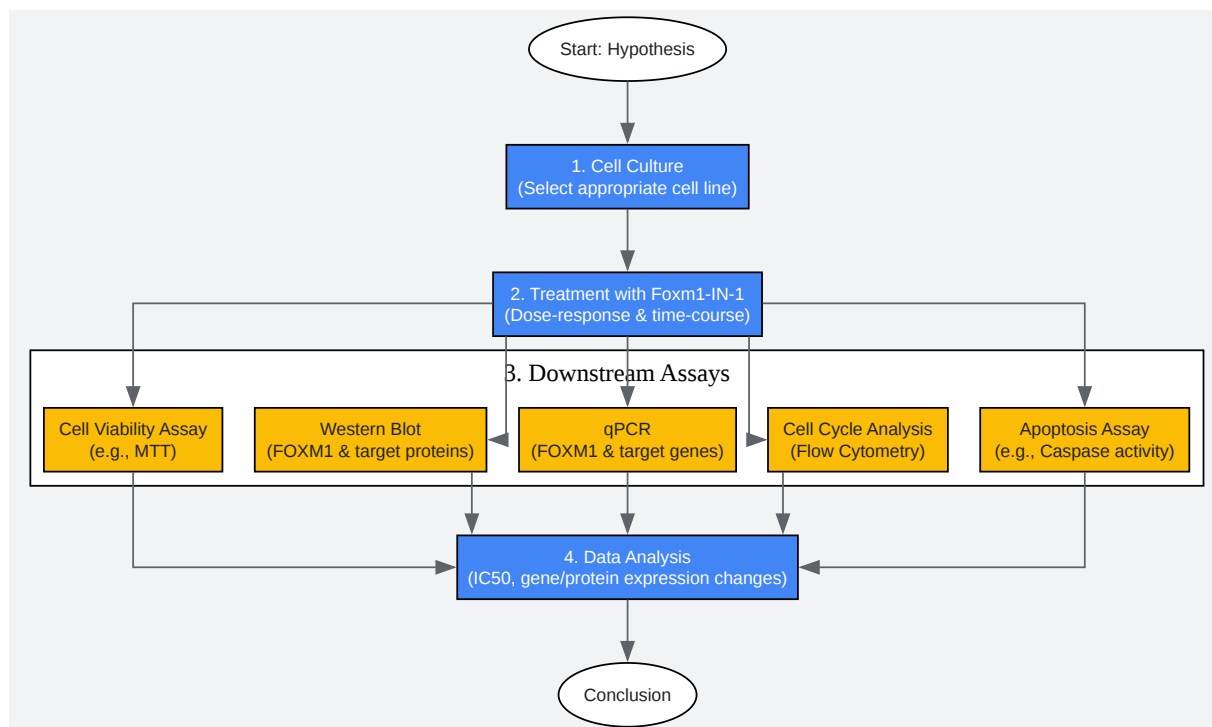 Start: Hypothesis
1. Cell Culture
(Select appropriate cell line)
2. Treatment with Foxm1-IN-1
(Dose-response & time-course)
3. Downstream Assays
Cell Viability Assay
(e.g., MTT)
Western Blot
(FOXM1 & target proteins)
qPCR
(FOXM1 & target genes)
Cell Cycle Analysis
(Flow Cytometry)
Apoptosis Assay
(e.g., Caspase activity)
4. Data Analysis
(IC50, gene/protein expression changes)
Conclusion